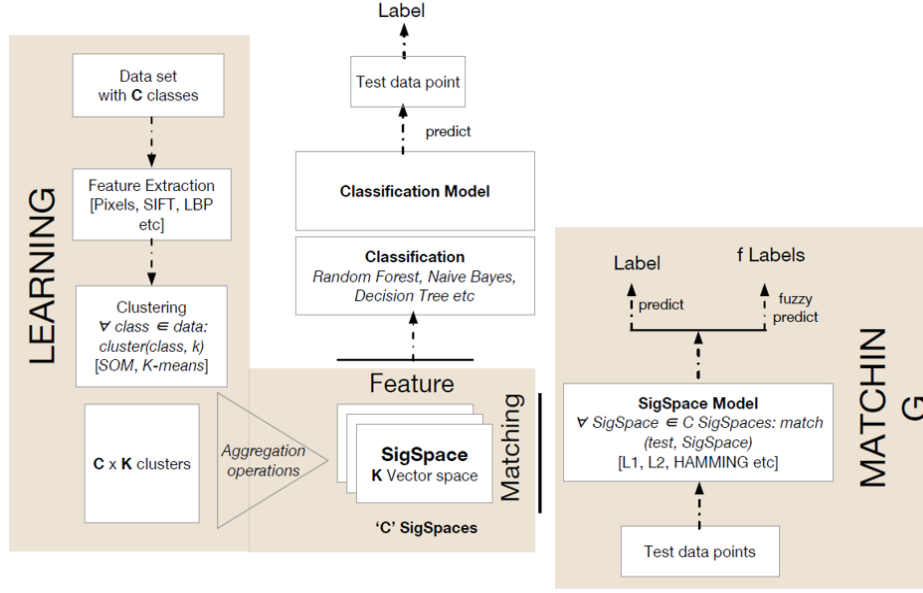 LEARNING
Data set
with C classes
Feature Extraction
[Pixels, SIFT, LBP
etc]
Clustering
∀ class ∈ data:
cluster(class, k)
[SOM, K-means]
C x K clusters
Aggregation
operations
Label
Test data point
predict
Classification Model
Classification
Random Forest, Naive Bayes,
Decision Tree etc
Feature
SigSpace
K Vector space
Matching
'C' SigSpaces
Label
f Labels
predict
fuzzy
predict
SigSpace Model
∀ SigSpace ∈ C SigSpaces: match
(test, SigSpace)
[L1, L2, HAMMING etc]
Test data points
MATCHIN
G